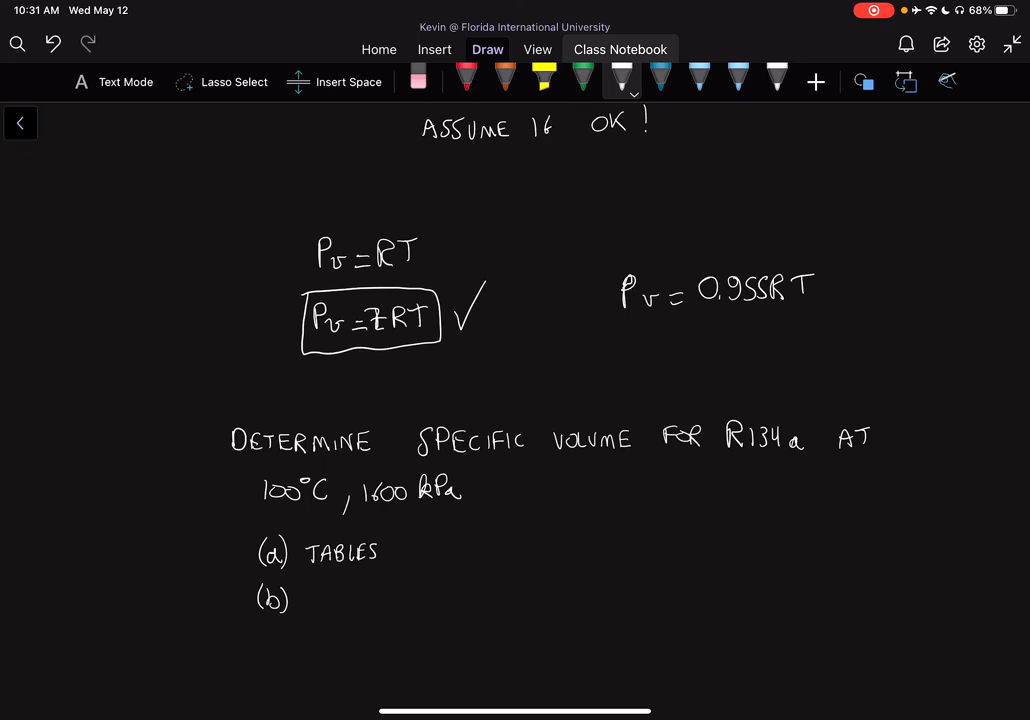 10:31 AM Wed May 12
Kevin @ Florida International University
68%
Home Insert Draw View Class Notebook
Text Mode Lasso Select Insert Space
ASSUME IG OK!
Pv = RT
Pv = ZRT ✓
Pv = 0.955RT
DETERMINE SPECIFIC VOLUME FOR R134a AT
100°C, 1600 kPa
(a) TABLES
(b)